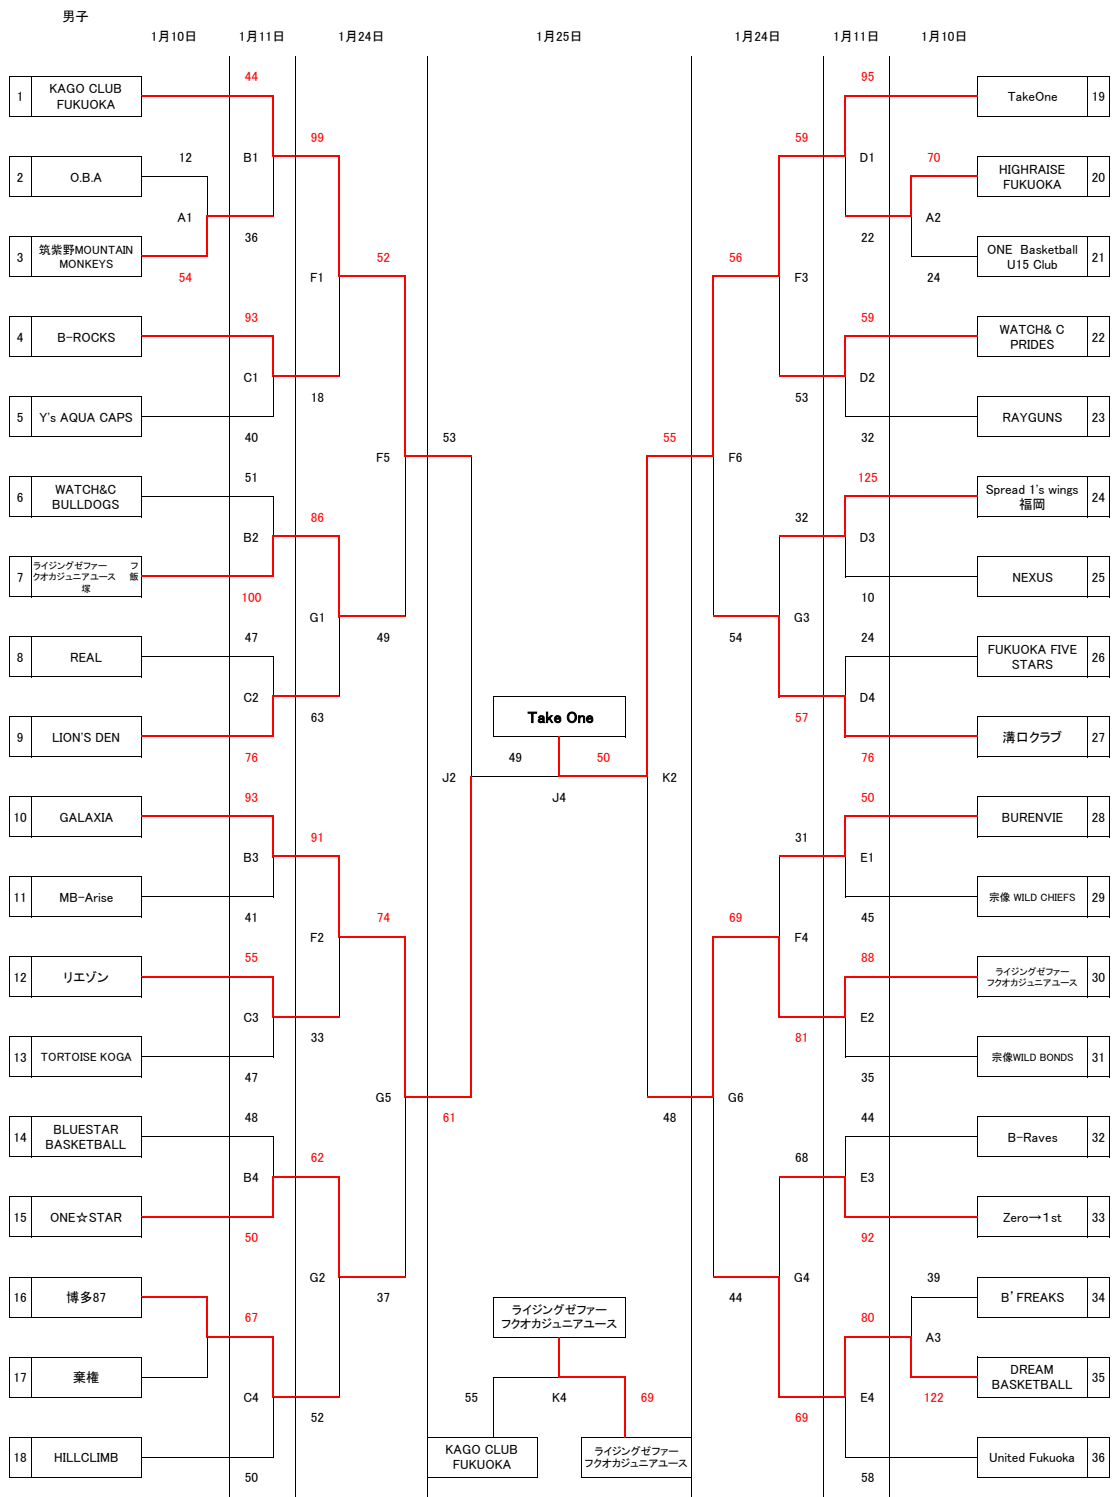 男子
1月10日 1月11日 1月24日 1月25日 1月24日 1月11日 1月10日
44 95
1 KAGO CLUB
FUKUOKA
TakeOne 19
99 59
12 B1 D1 70
2 O.B.A
HIGHRAISE
FUKUOKA 20
A1 A2
36 22
3 筑紫野MOUNTAIN
MONKEYS
ONE Basketball
U15 Club 21
52 56
54 F1 F3 24
93 59
4 B-ROCKS
WATCH& C
PRIDES 22
C1 D2
18 53
5 Y's AQUA CAPS
RAYGUNS 23
40 53 55 32
F5 F6
51 125
6 WATCH&C
BULLDOGS
Spread 1's wings
福岡 24
86 32
B2 D3
7 ライジングゼファー フ
クオカジュニアユース 飯
塚
NEXUS 25
100 10
G1 G3
47 49 54 24
8 REAL
FUKUOKA FIVE
STARS 26
C2 D4
63 57
Take One
9 LION'S DEN
溝口クラブ 27
76 49 50 76
J2 K2
93 J4 50
10 GALAXIA
BURENVIE 28
91 31
B3 E1
11 MB-Arise
宗像 WILD CHIEFS 29
41 74 69 45
F2 F4
55 88
12 リエゾン
ライジングゼファー
フクオカジュニアユース 30
C3 E2
33 81
13 TORTOISE KOGA
宗像WILD BONDS 31
47 35
G5 G6
48 61 48 44
14 BLUESTAR
BASKETBALL
B-Raves 32
62 68
B4 E3
15 ONE☆STAR
Zero→1st 33
50 92
G2 G4 39
16 博多87
B' FREAKS 34
37 44
ライジングゼファー
フクオカジュニアユース
67 80
A3
17 棄権
DREAM
BASKETBALL 35
C4 55 K4 69 E4 122
52 69
18 HILLCLIMB
KAGO CLUB
FUKUOKA
ライジングゼファー
フクオカジュニアユース
United Fukuoka 36
50 58